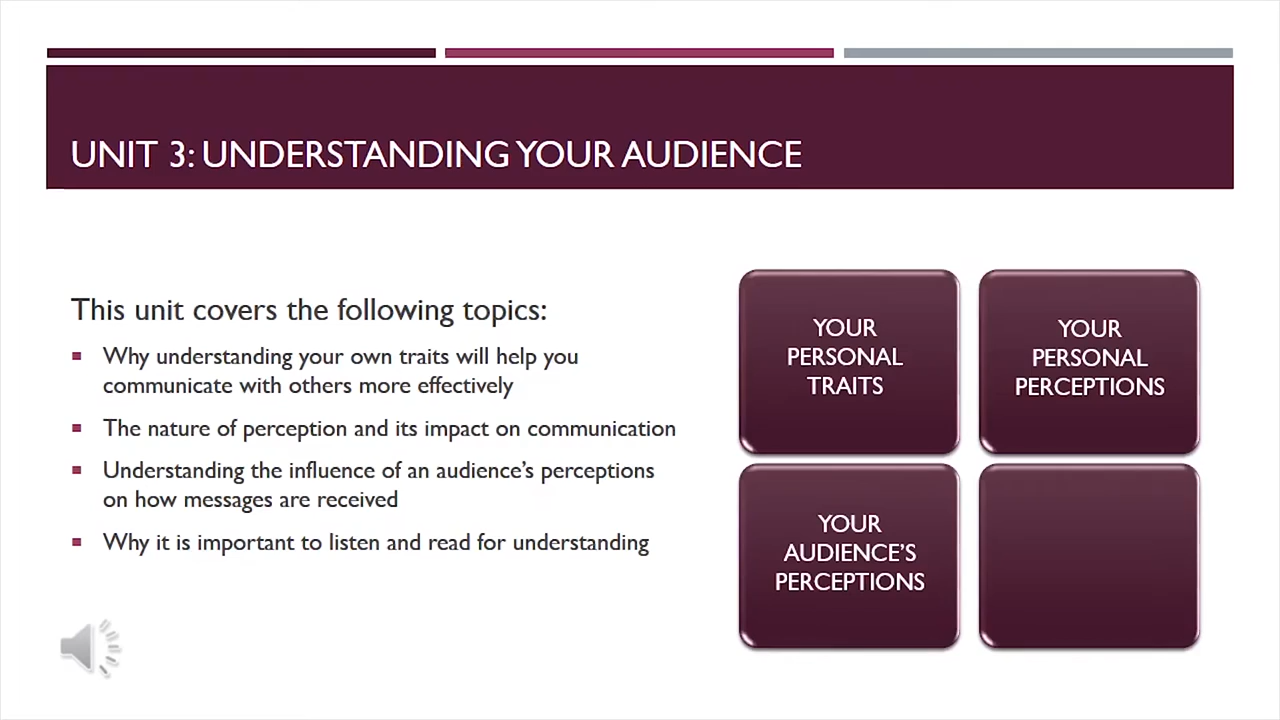 UNIT 3: UNDERSTANDING YOUR AUDIENCE
This unit covers the following topics:
Why understanding your own traits will help you
communicate with others more effectively
The nature of perception and its impact on communication
Understanding the influence of an audience’s perceptions
on how messages are received
Why it is important to listen and read for understanding
YOUR
PERSONAL
TRAITS
YOUR
PERSONAL
PERCEPTIONS
YOUR
AUDIENCE’S
PERCEPTIONS